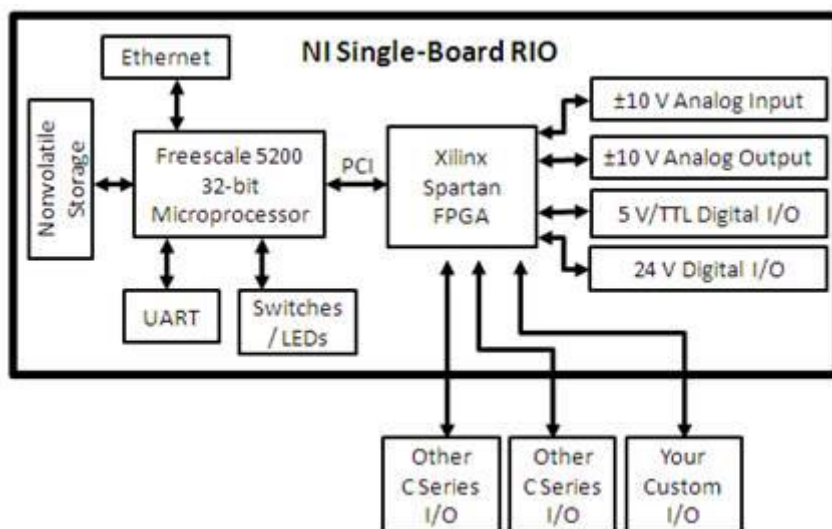 NI Single-Board RIO
Ethernet
Nonvolatile
Storage
Freescale 5200
32-bit
Microprocessor
PCI
Xilinx
Spartan
FPGA
±10 V Analog Input
±10 V Analog Output
5 V/TTL Digital I/O
24 V Digital I/O
UART
Switches
/ LEDs
Other
C Series
I/O
Other
C Series
I/O
Your
Custom
I/O